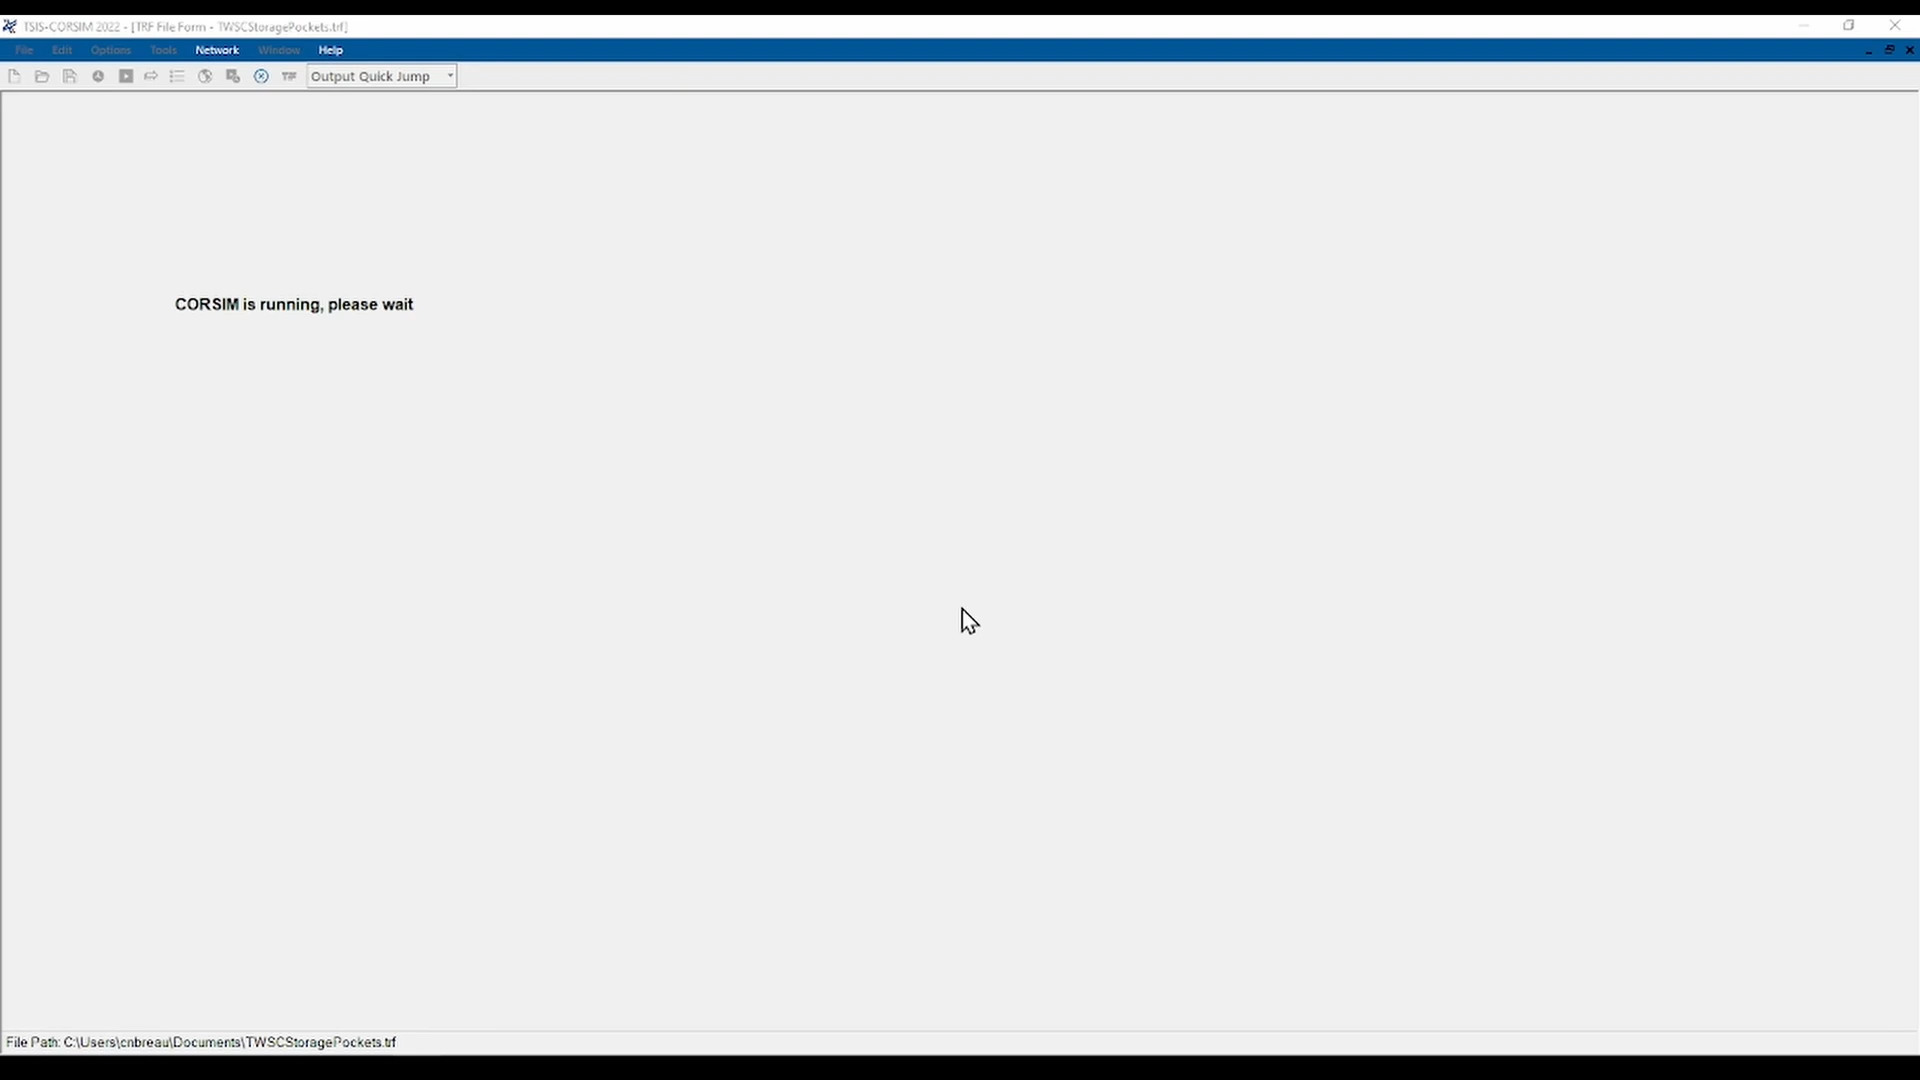 TSIS-CORSIM 2022 - [TRF File Form - TWSCStoragePockets.trf]
File Edit Options Tools Network Window Help
TRF Output Quick Jump
CORSIM is running, please wait
File Path: C:\Users\cnbreau\Documents\TWSCStoragePockets.trf